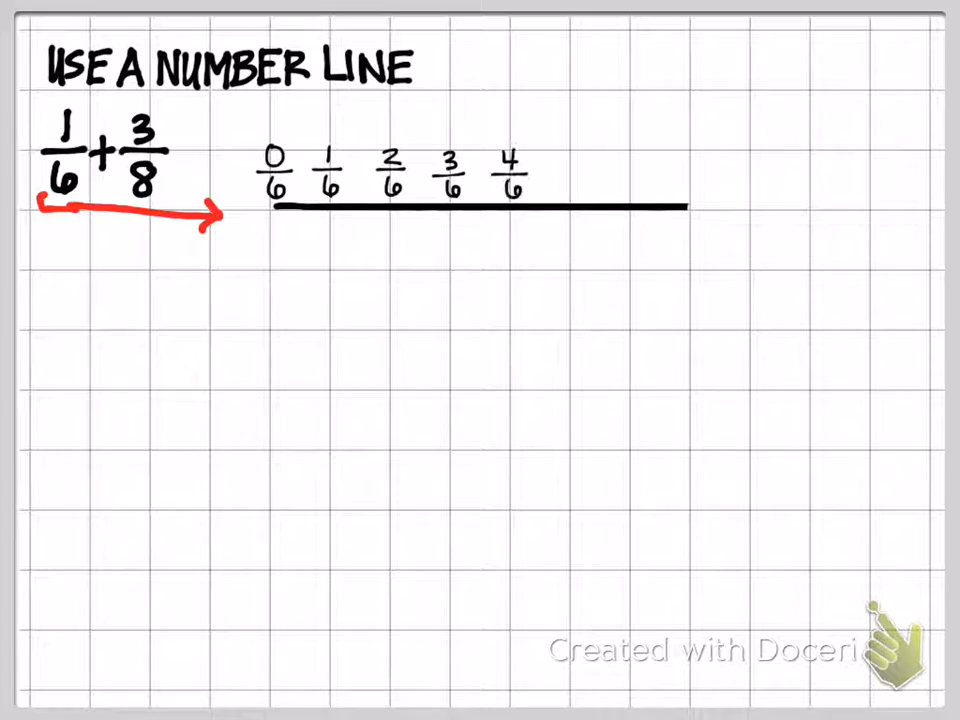 USE A NUMBER LINE
1/6 + 3/8
0/6 1/6 2/6 3/6 4/6
Created with Doceri